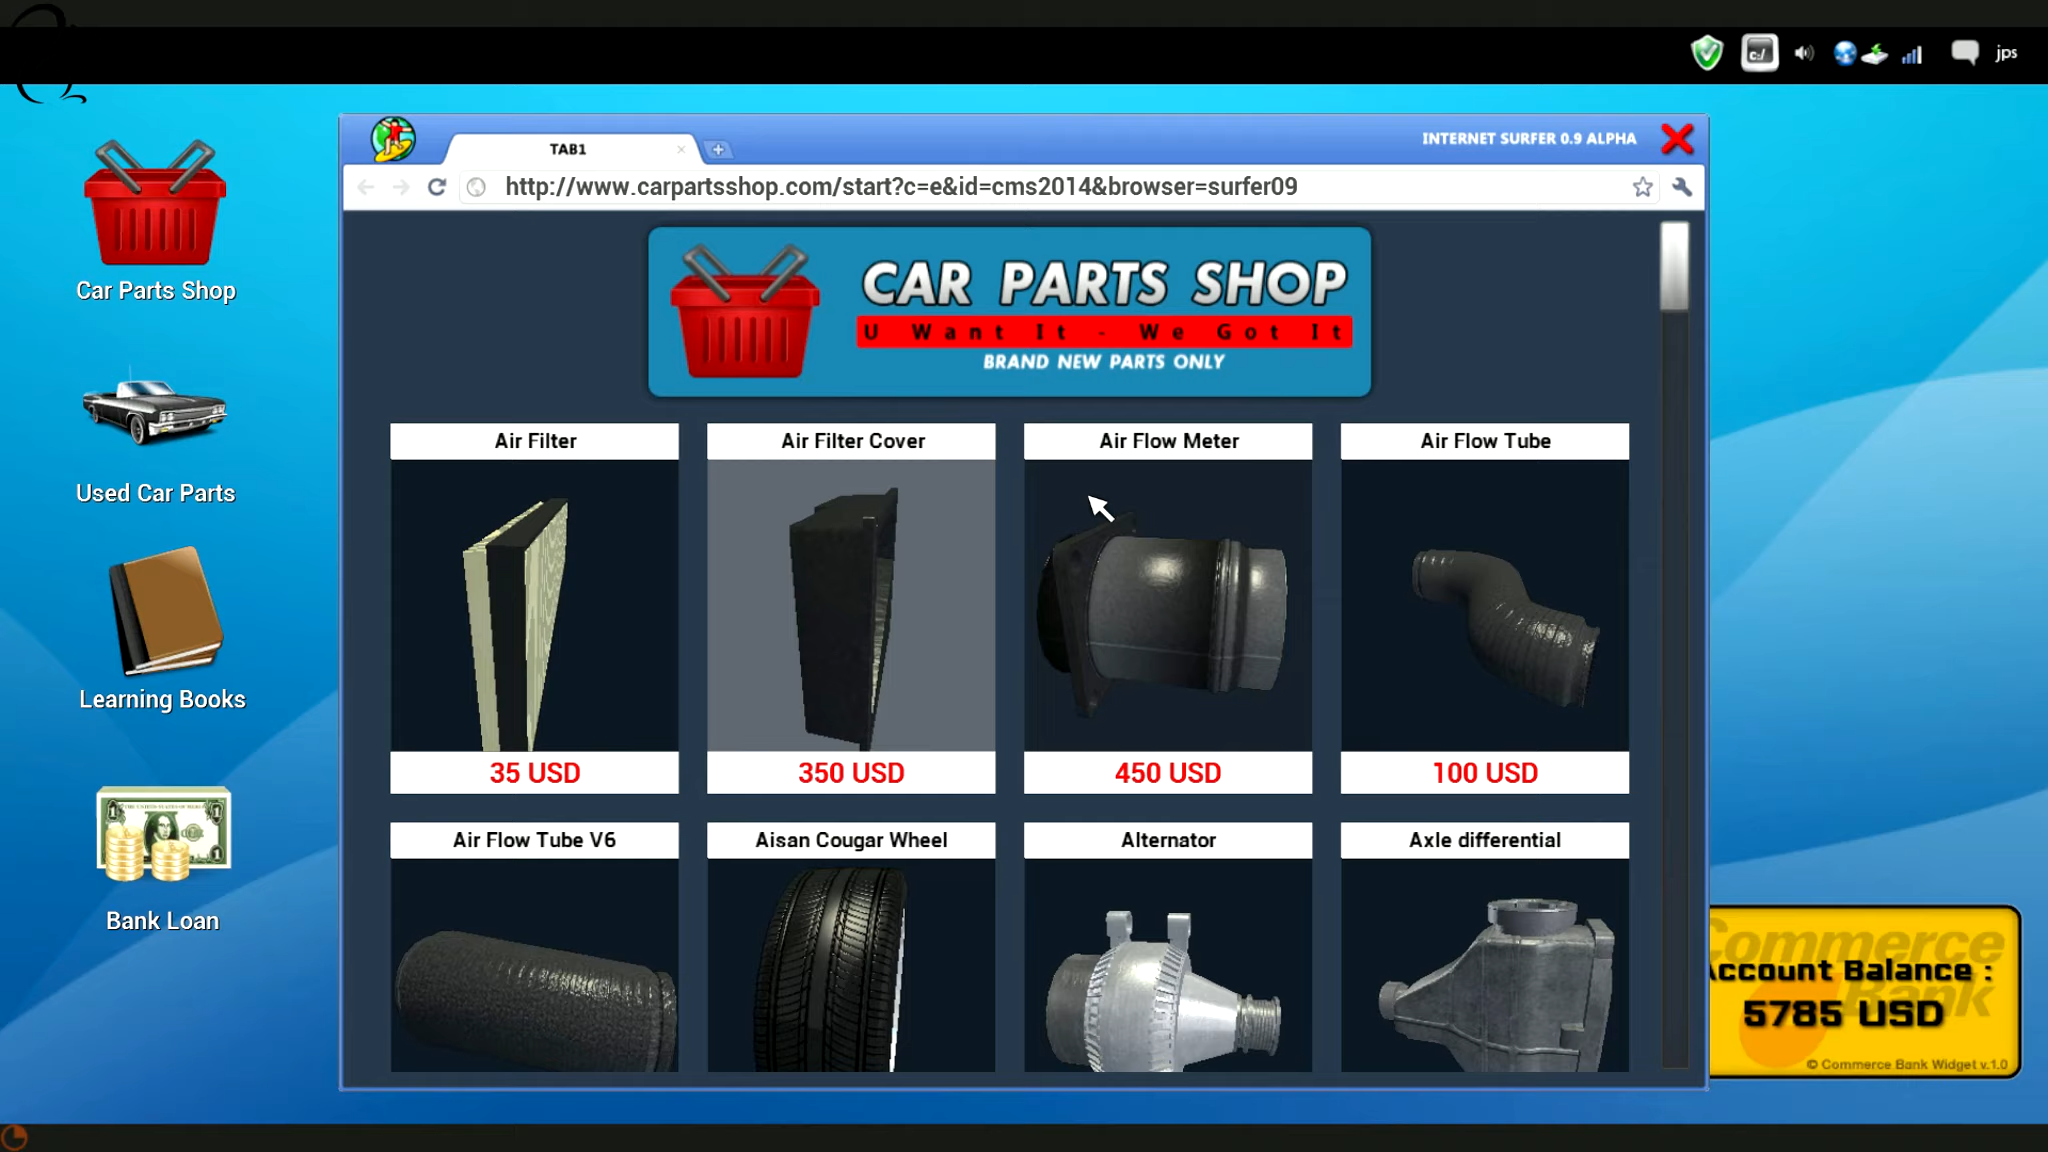 c:/
jps
TAB1
INTERNET SURFER 0.9 ALPHA
http://www.carpartsshop.com/start?c=e&id=cms2014&browser=surfer09
CAR PARTS SHOP
U Want It - We Got It
BRAND NEW PARTS ONLY
Car Parts Shop
Used Car Parts
Learning Books
Bank Loan
Air Filter
Air Filter Cover
Air Flow Meter
Air Flow Tube
35 USD
350 USD
450 USD
100 USD
Air Flow Tube V6
Aisan Cougar Wheel
Alternator
Axle differential
Commerce
Bank
Account Balance :
5785 USD
© Commerce Bank Widget v.1.0